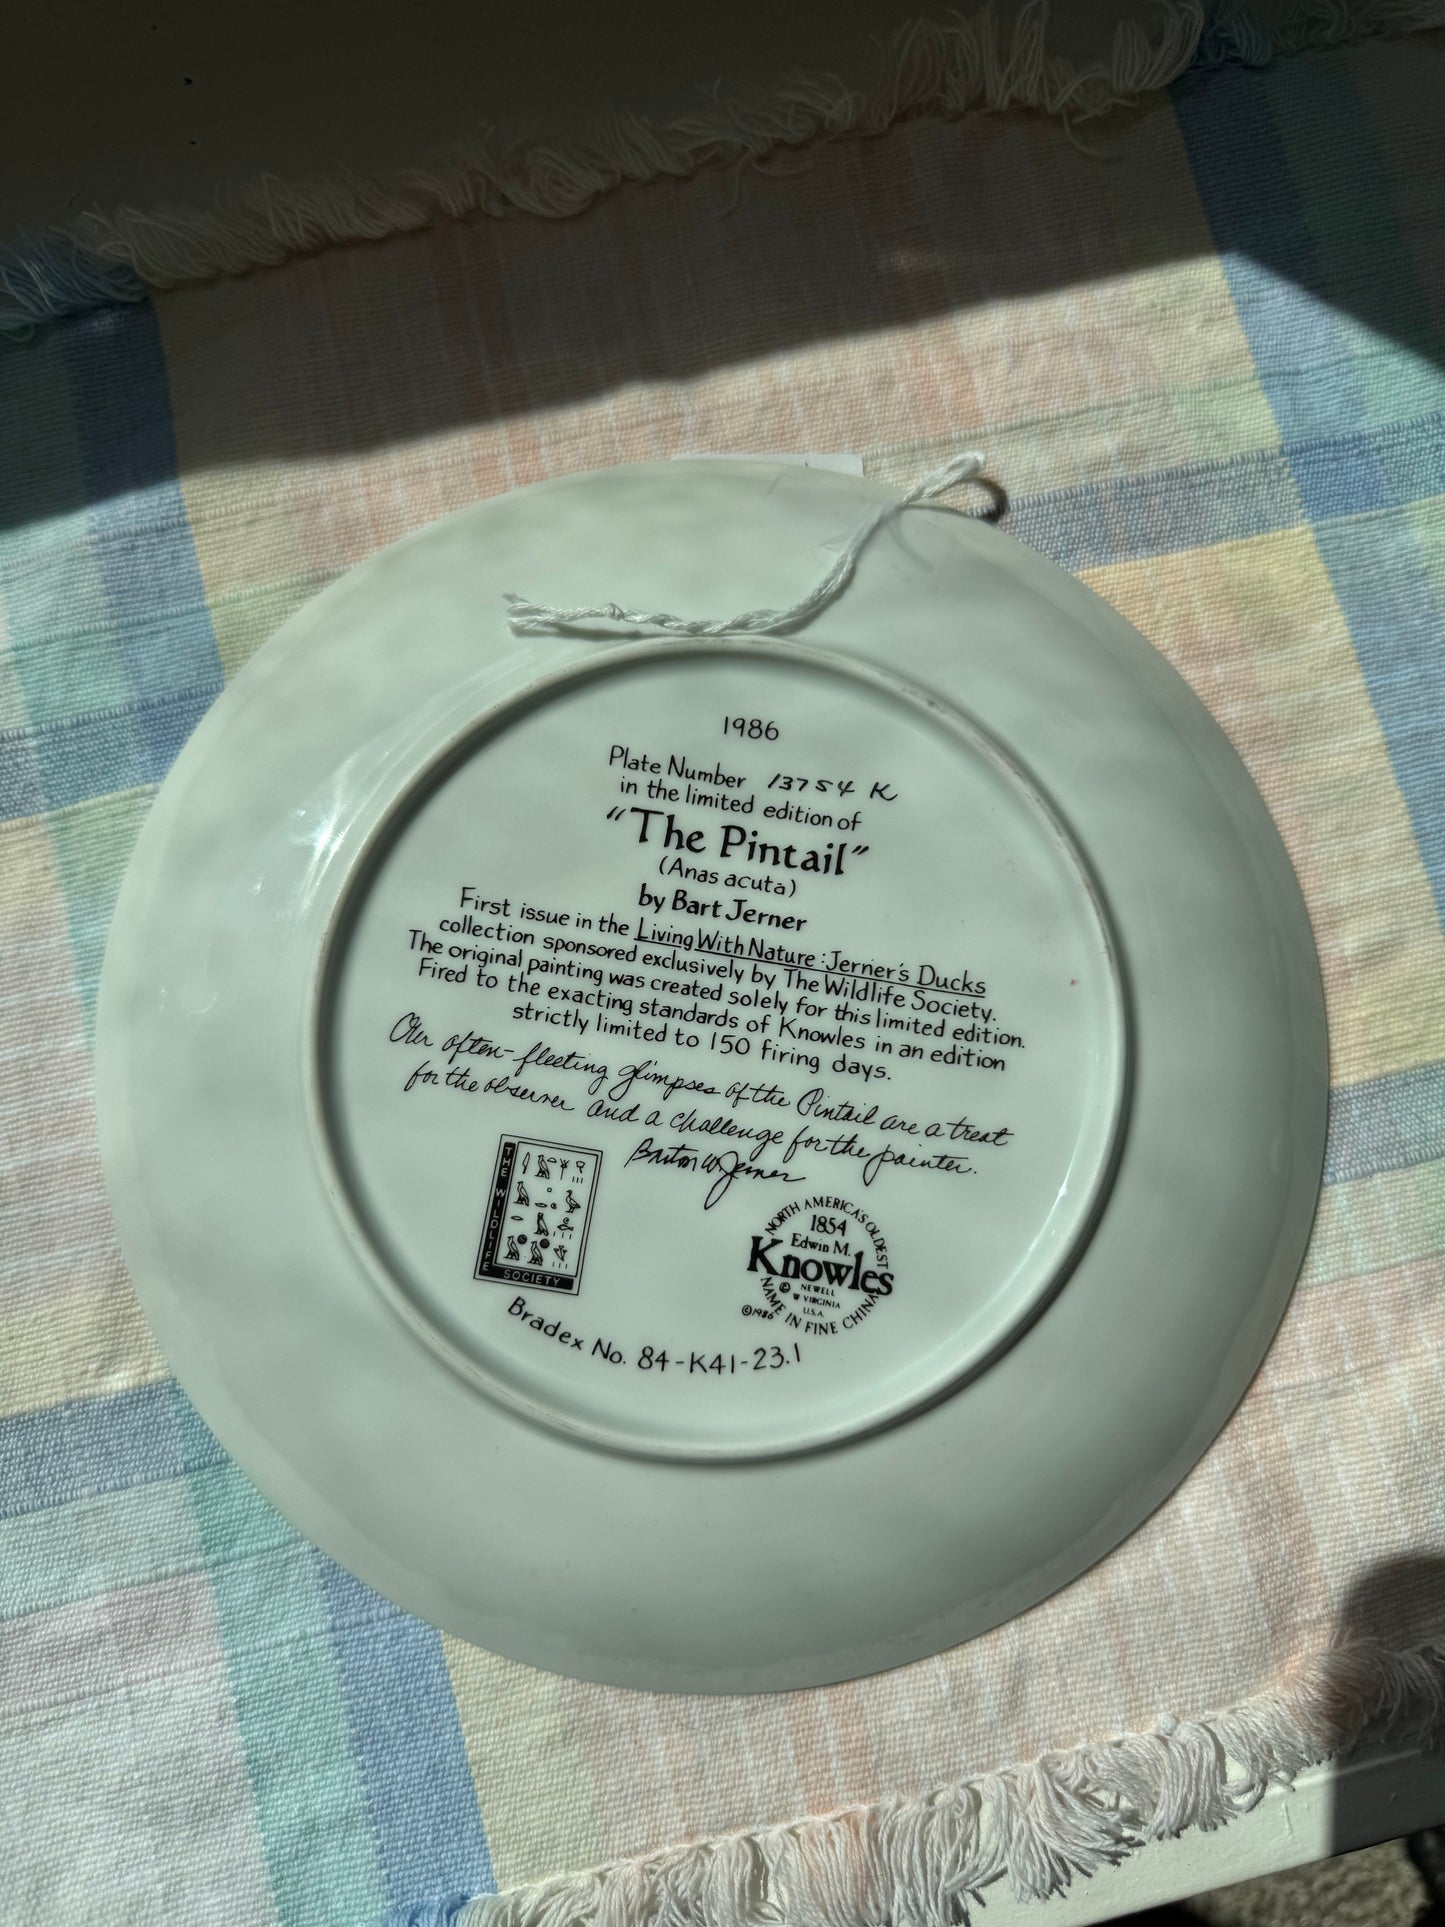 1986
Plate Number 13754 K
in the limited edition of
"The Pintail"
(Anas acuta)
by Bart Jerner
First issue in the Living With Nature: Jerner's Ducks
collection sponsored exclusively by The Wildlife Society.
The original painting was created solely for this limited edition.
Fired to the exacting standards of Knowles in an edition
strictly limited to 150 firing days.
Our often-fleeting glimpses of the Pintail are a treat
for the observer and a challenge for the painter.
Barton W. Jerner
THE WILDLIFE
SOCIETY
NORTH AMERICA'S OLDEST
1854
Edwin M.
Knowles
©
NEWELL
W VIRGINIA
U.S.A.
NAME IN FINE CHINA
©1986
Bradex No. 84-K41-23.1